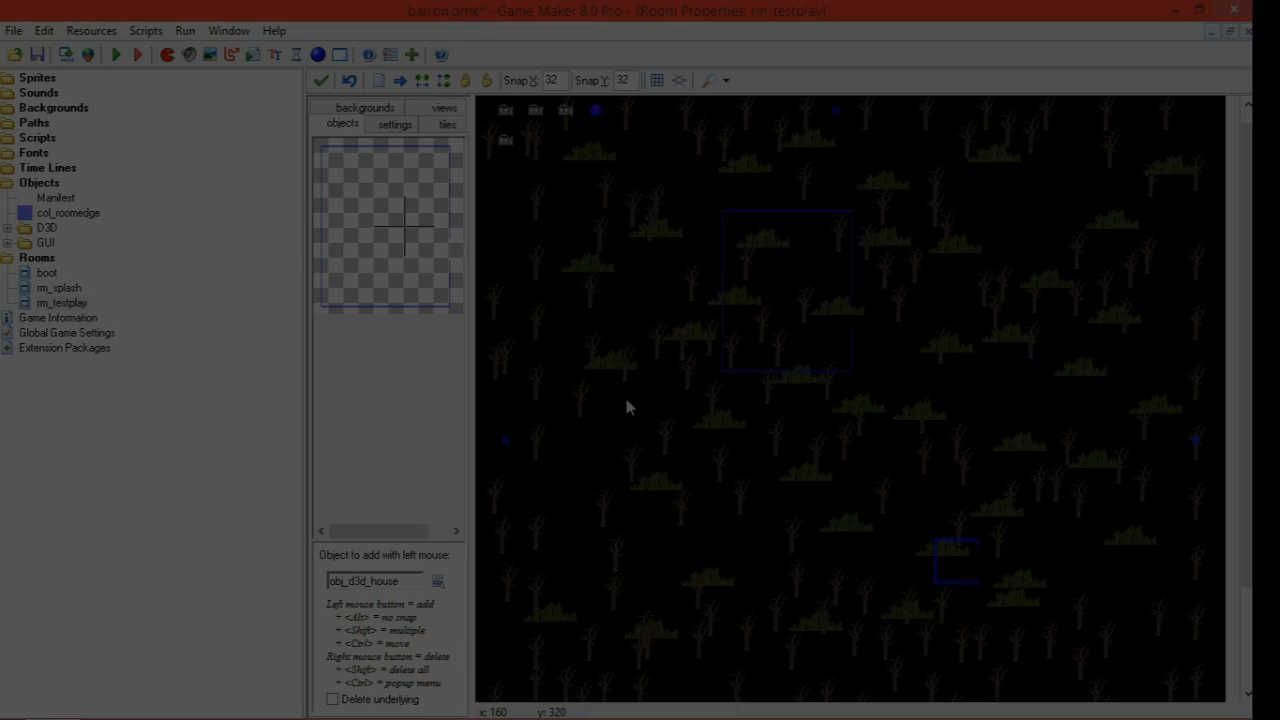 barron.gmk* - Game Maker 8.0 Pro - [Room Properties: rm_testplay]
File Edit Resources Scripts Run Window Help
Snap X: 32 Snap Y: 32
Sprites
Sounds
Backgrounds
Paths
Scripts
Fonts
Time Lines
Objects
Manifest
col_roomedge
D3D
GUI
Rooms
boot
rm_splash
rm_testplay
Game Information
Global Game Settings
Extension Packages
backgrounds views
objects settings tiles
Object to add with left mouse:
obj_d3d_house
Left mouse button = add
+ <Alt> = no snap
+ <Shift> = multiple
+ <Ctrl> = move
Right mouse button = delete
+ <Shift> = delete all
+ <Ctrl> = popup menu
Delete underlying
x: 160 y: 320